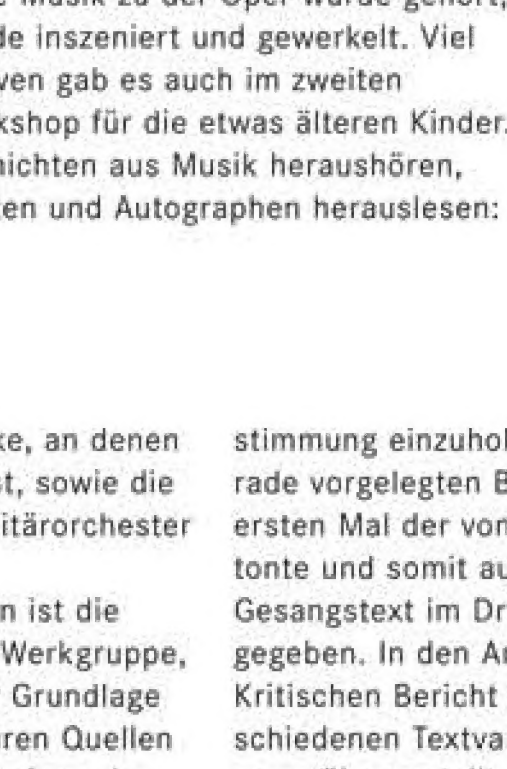 Musik zu der Oper wurde gehört,
de inszeniert und gewerkelt. Viel
ven gab es auch im zweiten
kshop für die etwas älteren Kinder.
hichten aus Musik heraushören,
ten und Autographen herauslesen:
ke, an denen
st, sowie die
itärorchester
n ist die
Werkgruppe,
Grundlage
ren Quellen
stimmung einzuhol
rade vorgelegten B
ersten Mal der von
tonte und somit au
Gesangstext im Dr
gegeben. In den Au
Kritischen Bericht
schiedenen Textva